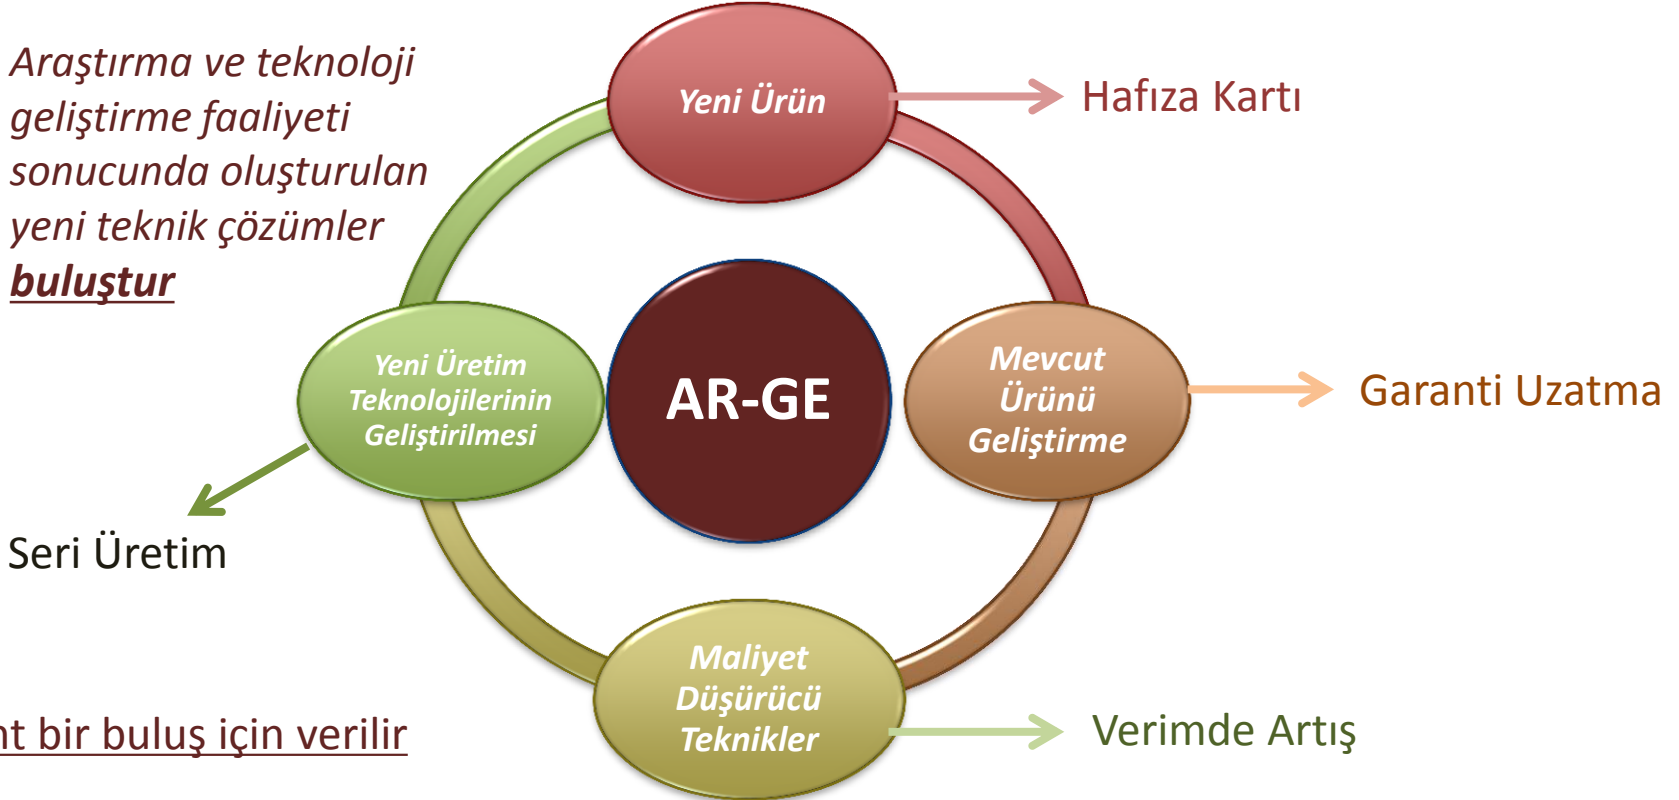 Araştırma ve teknoloji
geliştirme faaliyeti
sonucunda oluşturulan
yeni teknik çözümler
buluştur
Yeni Ürün
Hafıza Kartı
Yeni Üretim
Teknolojilerinin
Geliştirilmesi
AR-GE
Mevcut
Ürünü
Geliştirme
Garanti Uzatma
Seri Üretim
Maliyet
Düşürücü
Teknikler
Verimde Artış
bir buluş için verilir